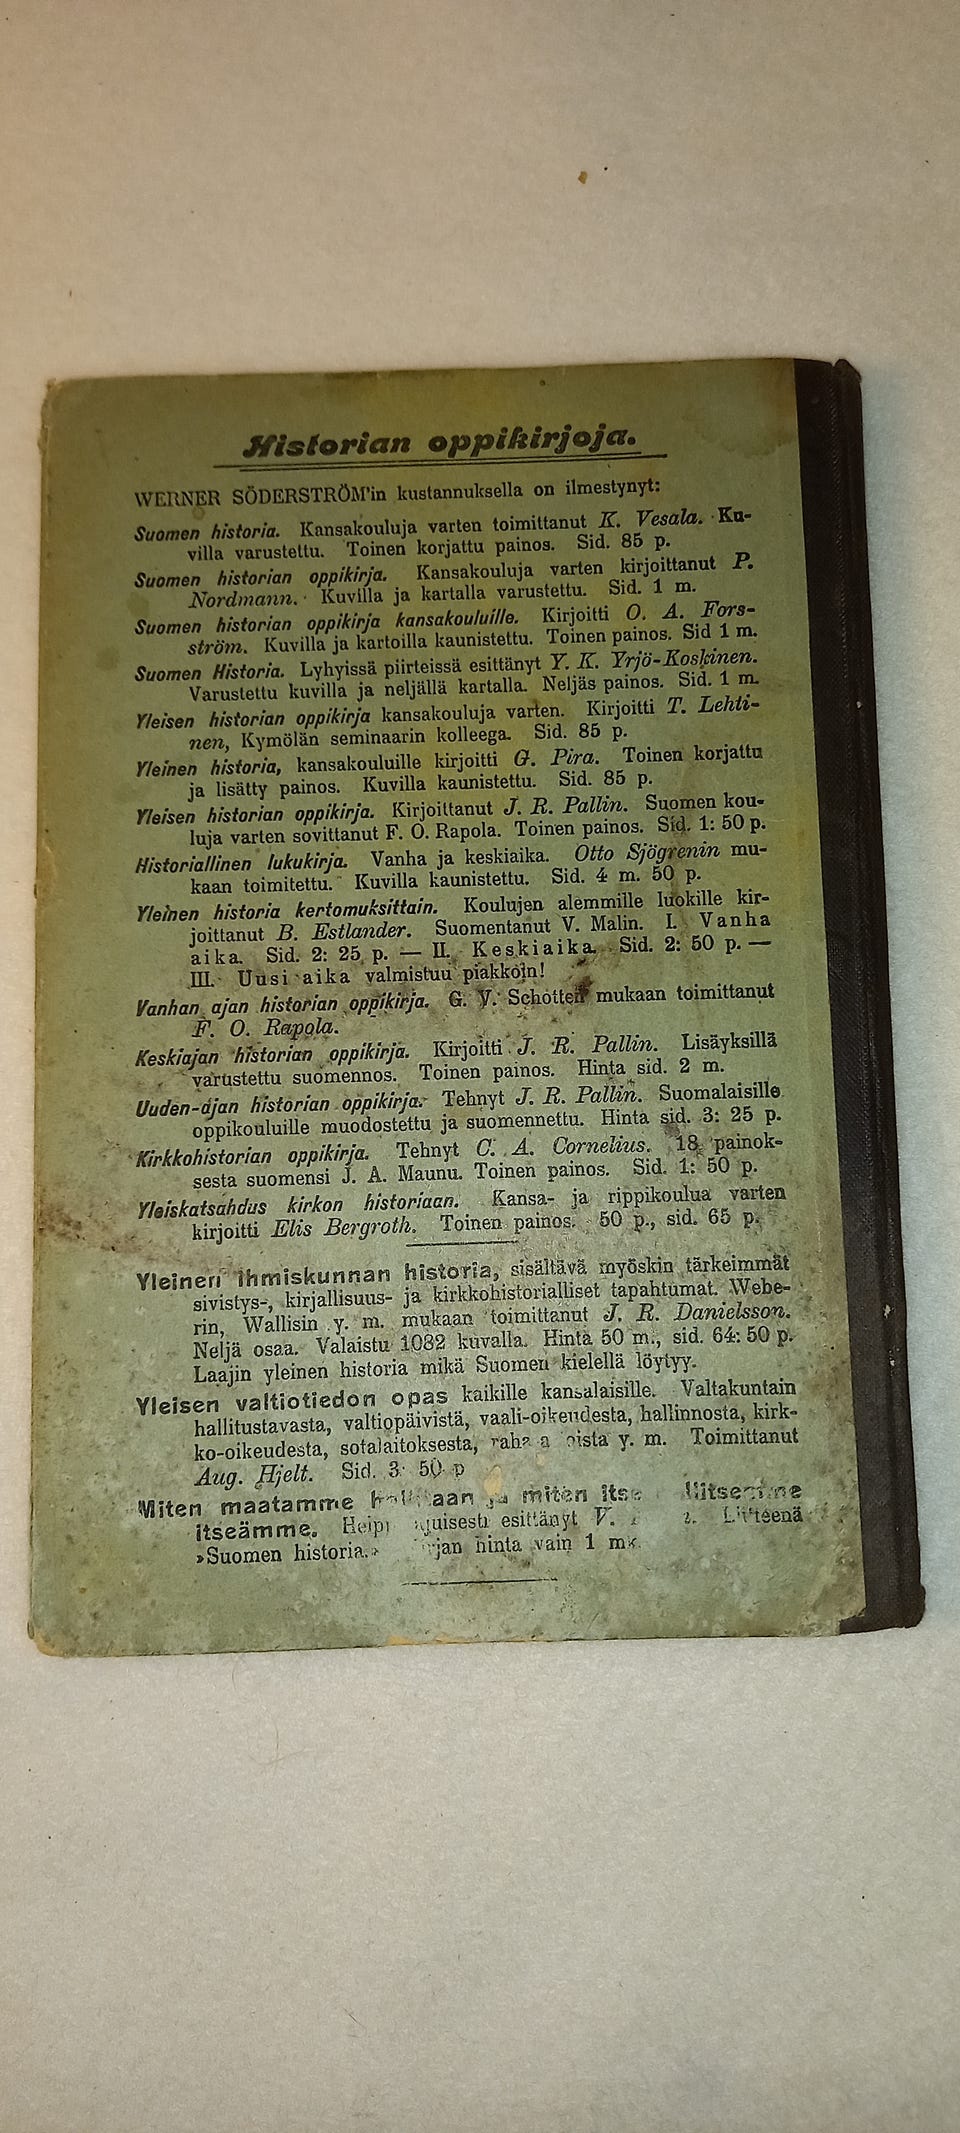 Historian oppikirjoja.
WERNER SÖDERSTRÖM'in kustannuksella on ilmestynyt:
Suomen historia. Kansakouluja varten toimittanut K. Vesala. Ku-
villa varustettu. Toinen korjattu painos. Sid. 85 p.
Suomen historian oppikirja. Kansakouluja varten kirjoittanut P.
Nordmann. Kuvilla ja kartalla varustettu. Sid. 1 m.
Suomen historian oppikirja kansakouluille. Kirjoitti O. A. Fors-
ström. Kuvilla ja kartoilla kaunistettu. Toinen painos. Sid 1 m.
Suomen Historia. Lyhyissä piirteissä esittänyt Y. K. Yrjö-Koskinen.
Varustettu kuvilla ja neljällä kartalla. Neljäs painos. Sid. 1 m.
Yleisen historian oppikirja kansakouluja varten. Kirjoitti T. Lehti-
nen, Kymölän seminaarin kolleega. Sid. 85 p.
Yleinen historia, kansakouluille kirjoitti G. Pira. Toinen korjattu
ja lisätty painos. Kuvilla kaunistettu. Sid. 85 p.
Yleisen historian oppikirja. Kirjoittanut J. R. Pallin. Suomen kou-
luja varten sovittanut F. O. Rapola. Toinen painos. Sid. 1: 50 p.
Historiallinen lukukirja. Vanha ja keskiaika. Otto Sjögrenin mu-
kaan toimitettu. Kuvilla kaunistettu. Sid. 4 m. 50 p.
Yleinen historia kertomuksittain. Koulujen alemmille luokille kir-
joittanut B. Estlander. Suomentanut V. Malin. I. Vanha
aika. Sid. 2: 25 p. — II. Keskiaika. Sid. 2: 50 p. —
III. Uusi aika valmistuu piakkoin!
Vanhan ajan historian oppikirja. G. V. Schotten mukaan toimittanut
F. O. Rapola.
Keskiajan historian oppikirja. Kirjoitti J. R. Pallin. Lisäyksillä
varustettu suomennos. Toinen painos. Hinta sid. 2 m.
Uuden-ajan historian oppikirja. Tehnyt J. R. Pallin. Suomalaisille
oppikouluille muodostettu ja suomennettu. Hinta sid. 3: 25 p.
Kirkkohistorian oppikirja. Tehnyt C. A. Cornelius. 18 painok-
sesta suomensi J. A. Maunu. Toinen painos. Sid. 1: 50 p.
Yleiskatsahdus kirkon historiaan. Kansa- ja rippikoulua varten
kirjoitti Elis Bergroth. Toinen painos. 50 p., sid. 65 p.
Yleinen ihmiskunnan historia, sisältävä myöskin tärkeimmät
sivistys-, kirjallisuus- ja kirkkohistorialliset tapahtumat. Webe-
rin, Wallisin y. m. mukaan toimittanut J. R. Danielsson.
Neljä osaa. Valaistu 1082 kuvalla. Hinta 50 m., sid. 64: 50 p.
Laajin yleinen historia mikä Suomen kielellä löytyy.
Yleisen valtiotiedon opas kaikille kansalaisille. Valtakuntain
hallitustavasta, valtiopäivistä, vaali-oikeudesta, hallinnosta, kirk-
ko-oikeudesta, sotalaitoksesta, y. m. Toimittanut
Aug. Hjelt. Sid. 3: 50 p
Miten maatamme ja miten
itseämme. esittänyt V. Liitteenä
»Suomen historia.» hinta vain 1 mk.